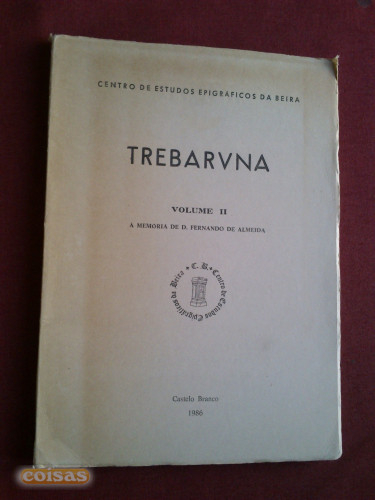 CENTRO DE ESTUDOS EPIGRÁFICOS DA BEIRA
TREBARVNA
VOLUME II
A MEMÓRIA DE D. FERNANDO DE ALMEIDA
C. B. • Centro de Estudos Epigráficos da Beira •
Castelo Branco
1986
coisas